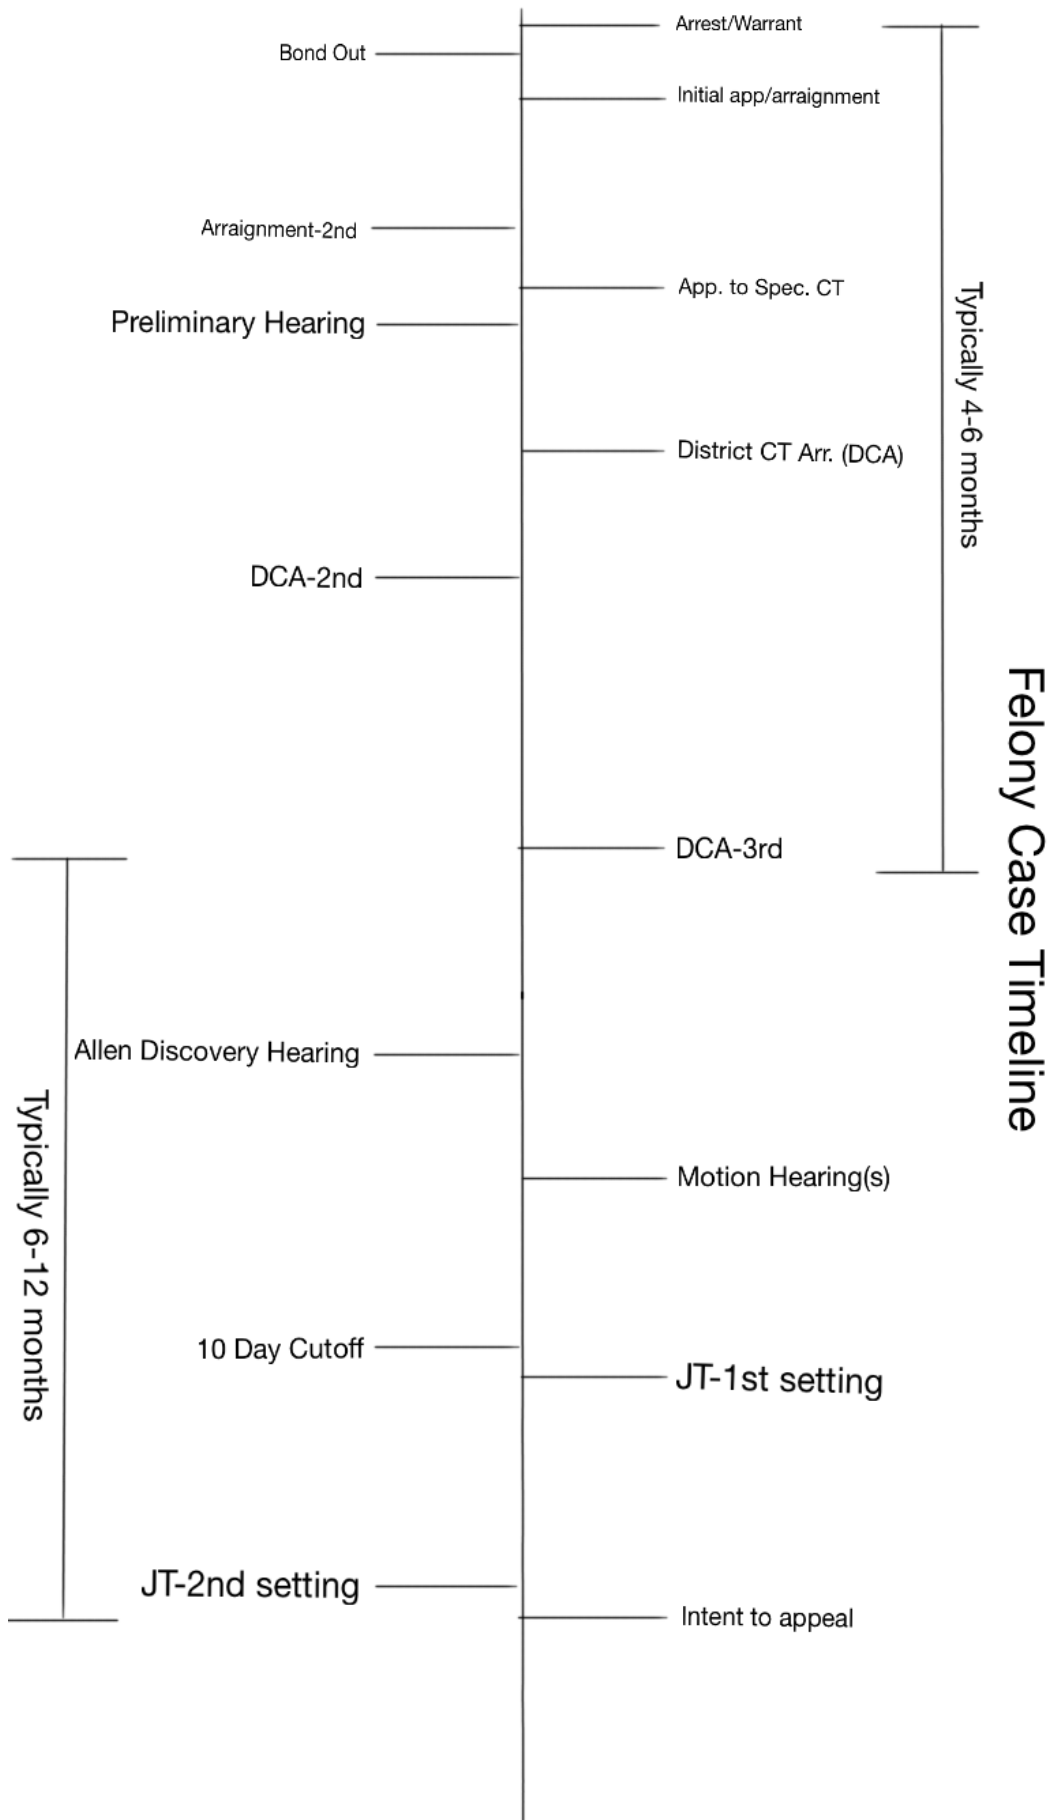 Arrest/Warrant
Bond Out
Initial app/arraignment
Arraignment-2nd
App. to Spec. CT
Preliminary Hearing
District CT Arr. (DCA)
DCA-2nd
DCA-3rd
Typically 4-6 months
Felony Case Timeline
Allen Discovery Hearing
Motion Hearing(s)
10 Day Cutoff
JT-1st setting
JT-2nd setting
Intent to appeal
Typically 6-12 months